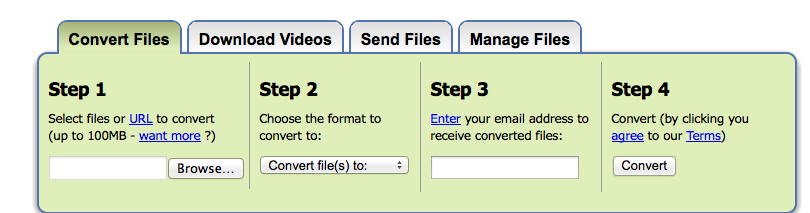 Convert Files
Download Videos
Send Files
Manage Files
Step 1
Select files or URL to convert
(up to 100MB - want more ?)
Browse...
Step 2
Choose the format to
convert to:
Convert file(s) to:
Step 3
Enter your email address to
receive converted files:
Step 4
Convert (by clicking you
agree to our Terms)
Convert